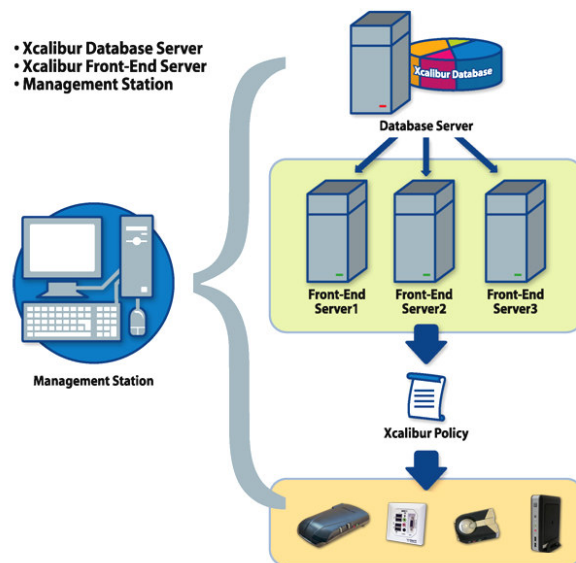 • Xcalibur Database Server
• Xcalibur Front-End Server
• Management Station
Xcalibur Database
Database Server
Front-End
Server1
Front-End
Server2
Front-End
Server3
Management Station
Xcalibur Policy